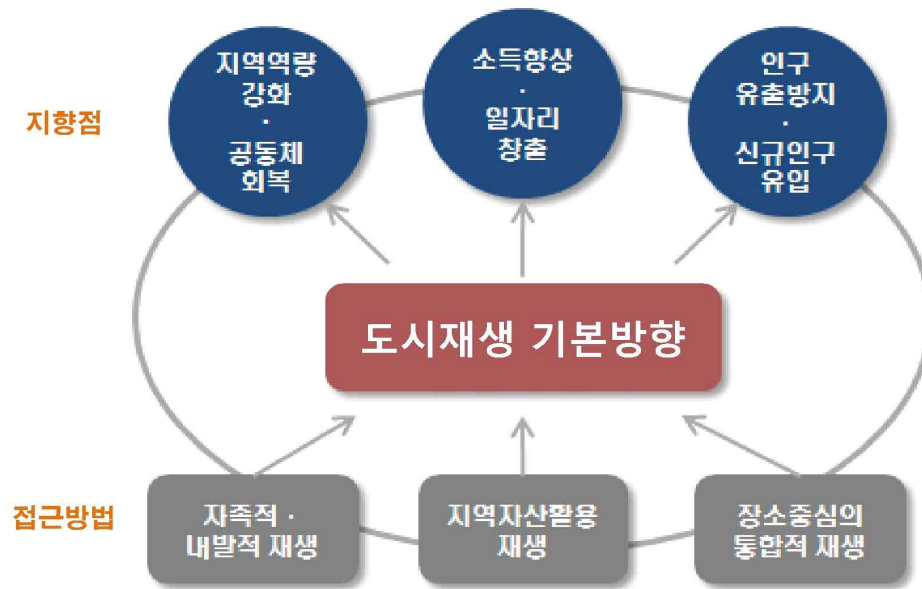 지향점
지역역량
강화
·
공동체
회복
소득향상
·
일자리
창출
인구
유출방지
·
신규인구
유입
도시재생 기본방향
접근방법
자족적 ·
내발적 재생
지역자산활용
재생
장소중심의
통합적 재생